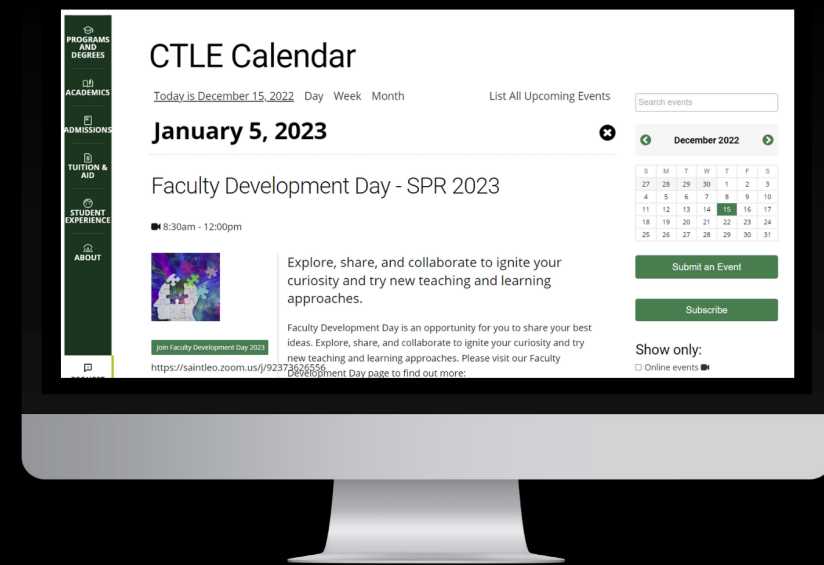 PROGRAMS
AND
DEGREES
ACADEMICS
ADMISSIONS
TUITION &
AID
STUDENT
EXPERIENCE
ABOUT
CTLE Calendar
Today is December 15, 2022 Day Week Month List All Upcoming Events
January 5, 2023
Faculty Development Day - SPR 2023
8:30am - 12:00pm
Explore, share, and collaborate to ignite your
curiosity and try new teaching and learning
approaches.
Faculty Development Day is an opportunity for you to share your best
ideas. Explore, share, and collaborate to ignite your curiosity and try
new teaching and learning approaches. Please visit our Faculty
Development Day page to find out more:
Join Faculty Development Day 2023
https://saintleo.zoom.us/j/92373626556
Search events
December 2022
S M T W T F S
27 28 29 30 1 2 3
4 5 6 7 8 9 10
11 12 13 14 15 16 17
18 19 20 21 22 23 24
25 26 27 28 29 30 31
Submit an Event
Subscribe
Show only:
Online events